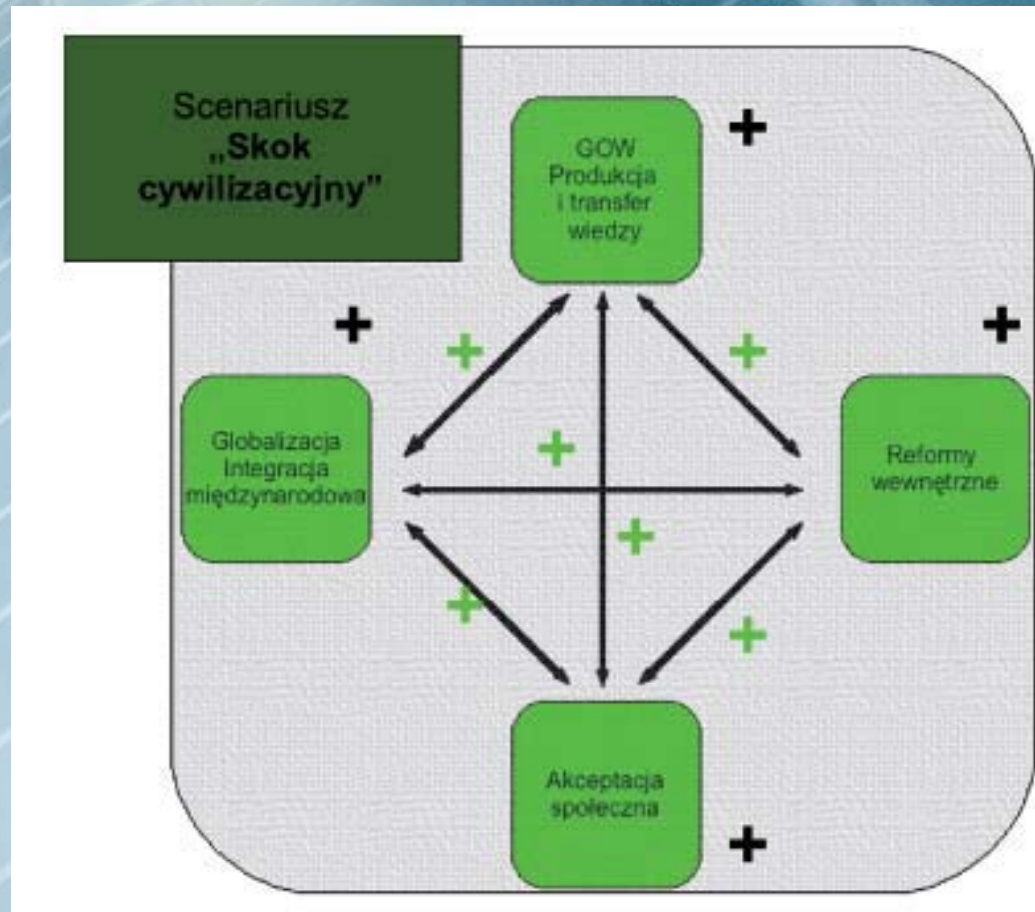 Scenariusz
„Skok
cywilizacyjny”
GOW
Produkcja
i transfer
wiedzy
+
+
+
+
+
Globalizacja
Integracja
międzynarodowa
+
Reformy
wewnętrzne
+
+
+
Akceptacja
społeczna
+